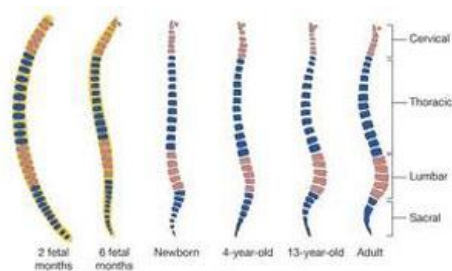 Cervical
Thoracic
Lumbar
Sacral
2 fetal months
6 fetal months
Newborn
4-year-old
13-year-old
Adult